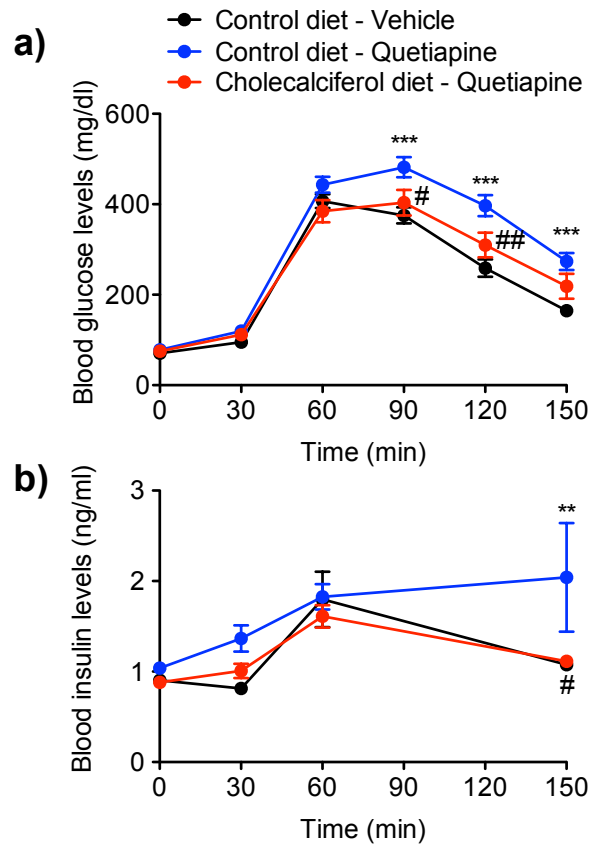 a)
Control diet - Vehicle
Control diet - Quetiapine
Cholecalciferol diet - Quetiapine
Blood glucose levels (mg/dl)
600
400
200
0
***
***
***
#
##
0 30 60 90 120 150
Time (min)
b)
Blood insulin levels (ng/ml)
3
2
1
0
**
#
0 30 60 90 120 150
Time (min)